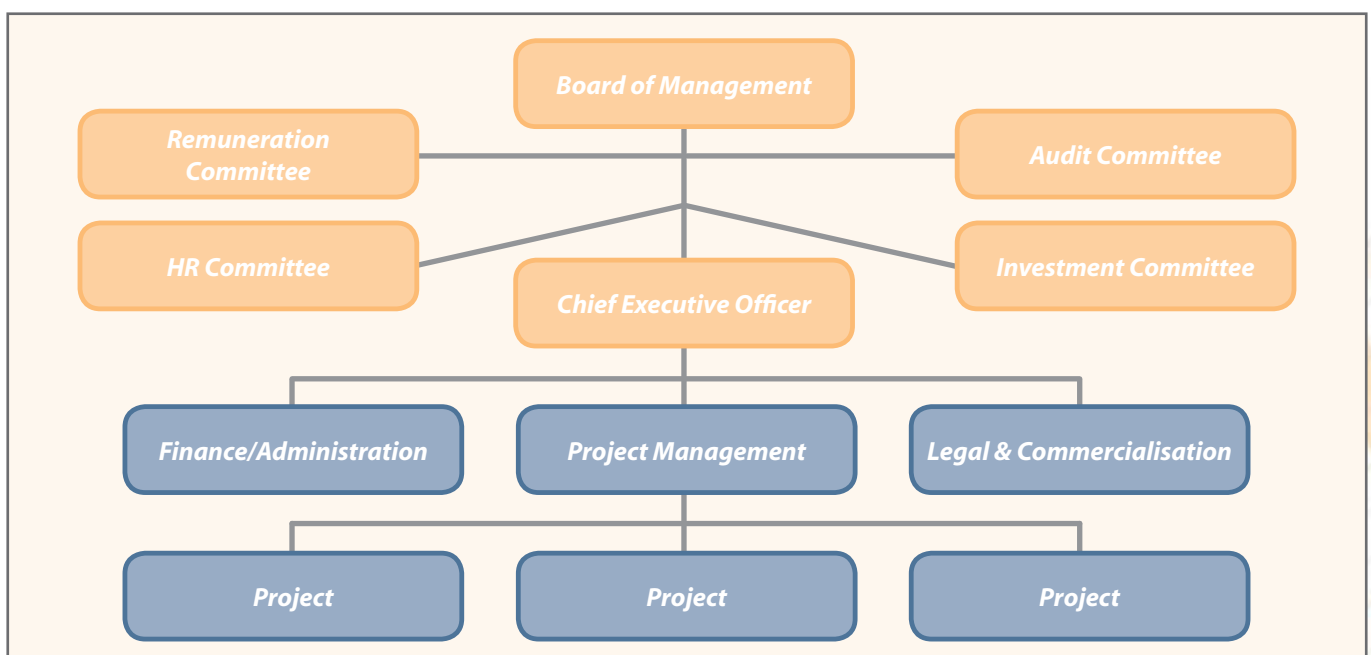 Board of Management
Remuneration
Committee
Audit Committee
HR Committee
Investment Committee
Chief Executive Officer
Finance/Administration
Project Management
Legal & Commercialisation
Project
Project
Project